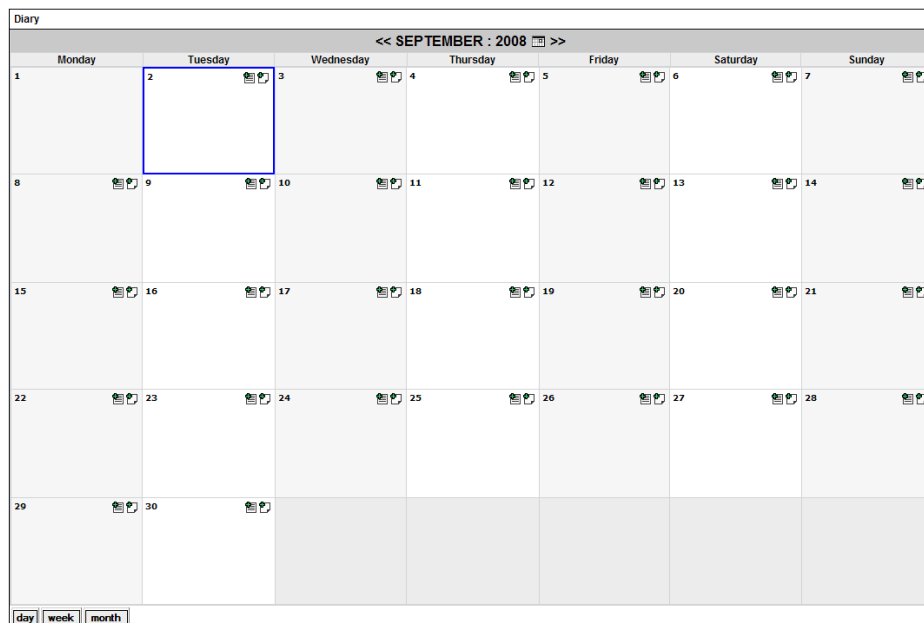 Diary
<< SEPTEMBER : 2008 >>
Monday Tuesday Wednesday Thursday Friday Saturday Sunday
1 2 3 4 5 6 7
8 9 10 11 12 13 14
15 16 17 18 19 20 21
22 23 24 25 26 27 28
29 30
day week month